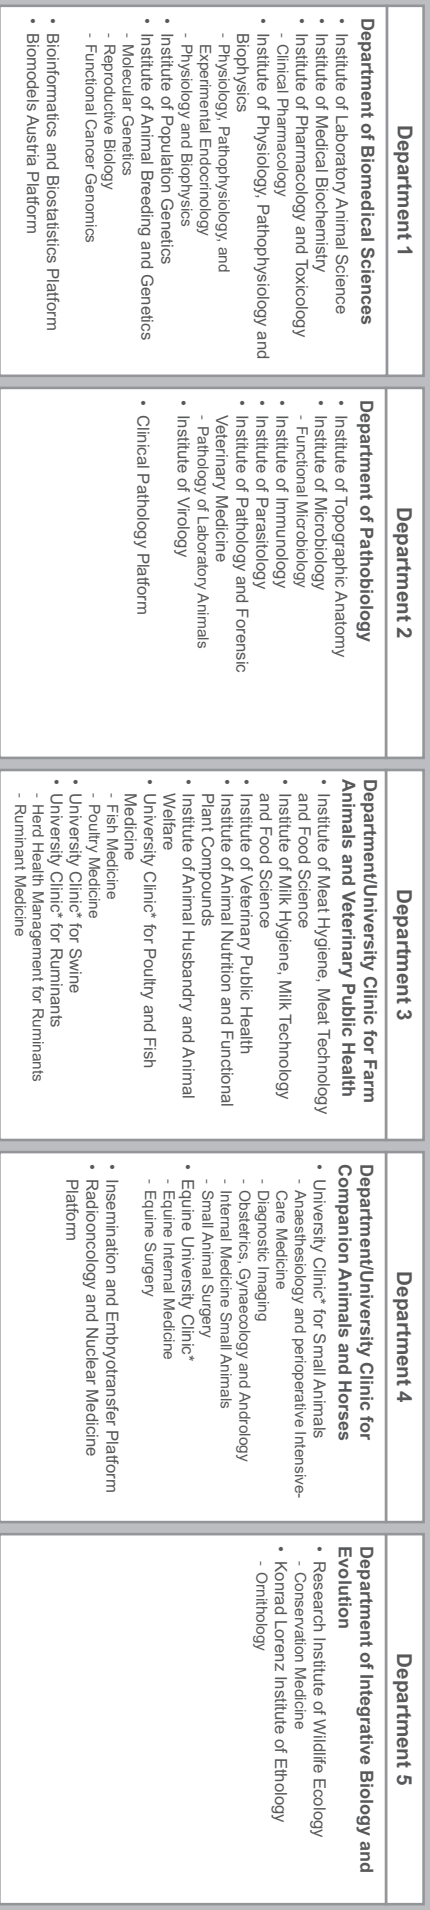 Department 1
Department of Biomedical Sciences
• Institute of Laboratory Animal Science
• Institute of Medical Biochemistry
• Institute of Pharmacology and Toxicology
- Clinical Pharmacology
• Institute of Physiology, Pathophysiology and
Biophysics
- Physiology, Pathophysiology, and
Experimental Endocrinology
- Physiology and Biophysics
• Institute of Population Genetics
• Institute of Animal Breeding and Genetics
- Molecular Genetics
- Reproductive Biology
- Functional Cancer Genomics
• Bioinformatics and Biostatistics Platform
• Biomodels Austria Platform
Department 2
Department of Pathobiology
• Institute of Topographic Anatomy
• Institute of Microbiology
- Functional Microbiology
• Institute of Immunology
• Institute of Parasitology
• Institute of Pathology and Forensic
Veterinary Medicine
- Pathology of Laboratory Animals
• Institute of Virology
• Clinical Pathology Platform
Department 3
Department/University Clinic for Farm
Animals and Veterinary Public Health
• Institute of Meat Hygiene, Meat Technology
and Food Science
• Institute of Milk Hygiene, Milk Technology
and Food Science
• Institute of Veterinary Public Health
• Institute of Animal Nutrition and Functional
Plant Compounds
• Institute of Animal Husbandry and Animal
Welfare
• University Clinic* for Poultry and Fish
Medicine
- Fish Medicine
- Poultry Medicine
• University Clinic* for Swine
• University Clinic* for Ruminants
- Herd Health Management for Ruminants
- Ruminant Medicine
Department 4
Department/University Clinic for
Companion Animals and Horses
• University Clinic* for Small Animals
- Anaesthesiology and perioperative Intensive-
Care Medicine
- Diagnostic Imaging
- Obstetrics, Gynaecology and Andrology
- Internal Medicine Small Animals
- Small Animal Surgery
• Equine University Clinic*
- Equine Internal Medicine
- Equine Surgery
• Insemination and Embryotransfer Platform
• Radiooncology and Nuclear Medicine
Platform
Department 5
Department of Integrative Biology and
Evolution
• Research Institute of Wildlife Ecology
- Conservation Medicine
• Konrad Lorenz Institute of Ethology
- Ornithology